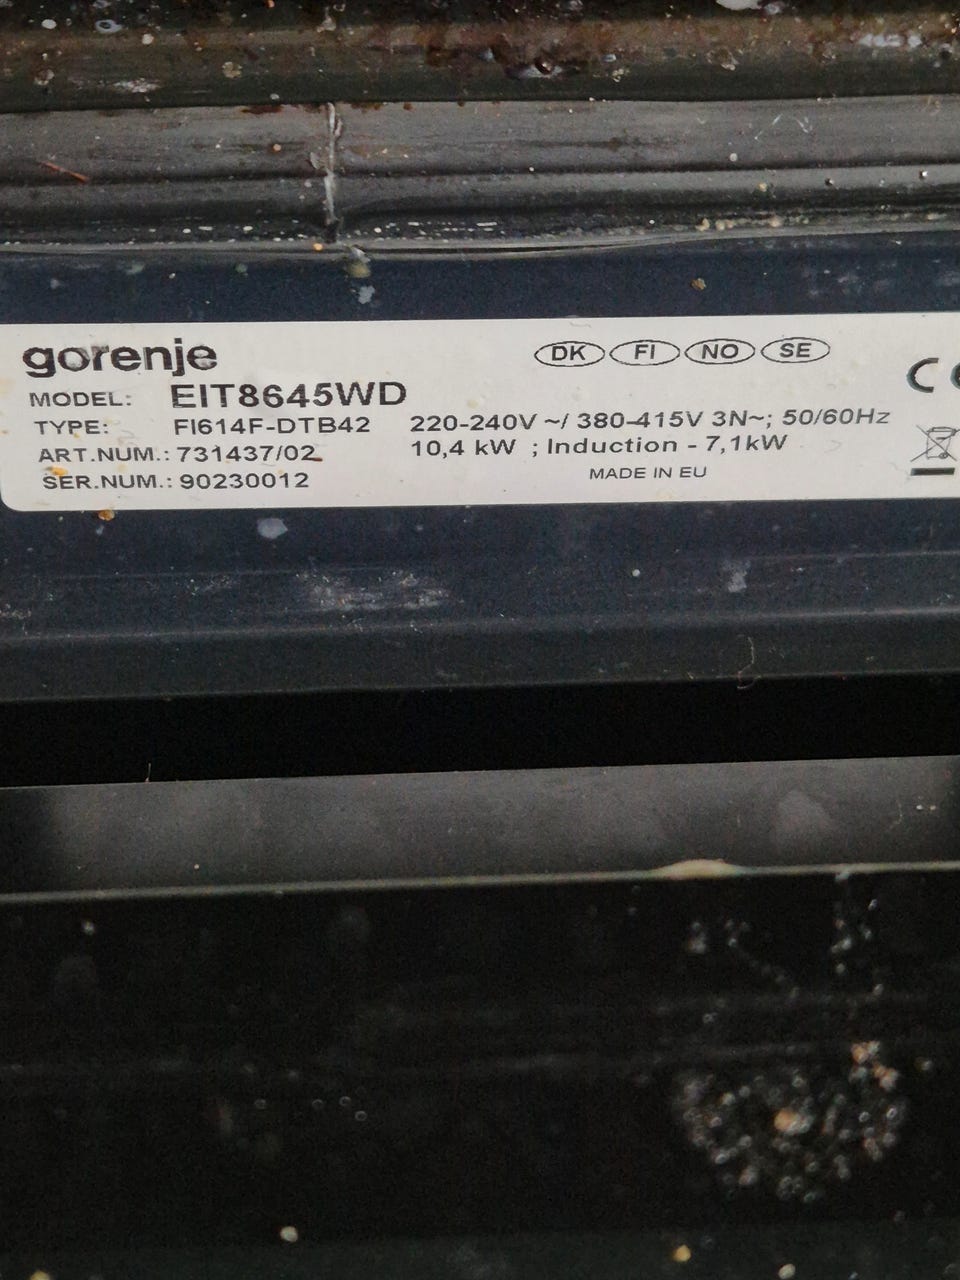 gorenje DK FI NO SE
CE
MODEL: EIT8645WD
TYPE: FI614F-DTB42 220-240V ~/ 380-415V 3N~; 50/60Hz
ART.NUM.: 731437/02 10,4 kW ; Induction - 7,1kW
SER.NUM.: 90230012 MADE IN EU